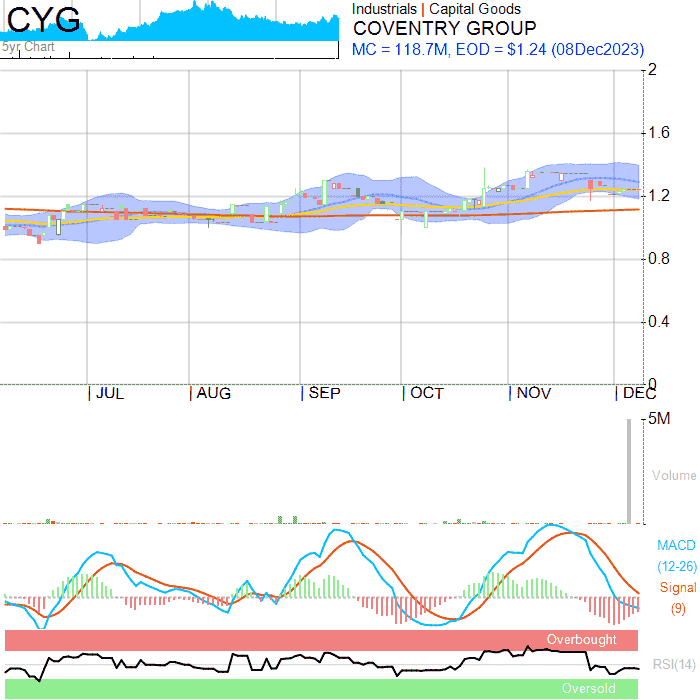 CYG
5yr Chart
Industrials | Capital Goods
COVENTRY GROUP
MC = 118.7M, EOD = $1.24 (08Dec2023)
2
1.6
1.2
0.8
0.4
0
JUL AUG SEP OCT NOV DEC
5M
Volume
MACD
(12-26)
Signal
(9)
Overbought
RSI(14)
Oversold